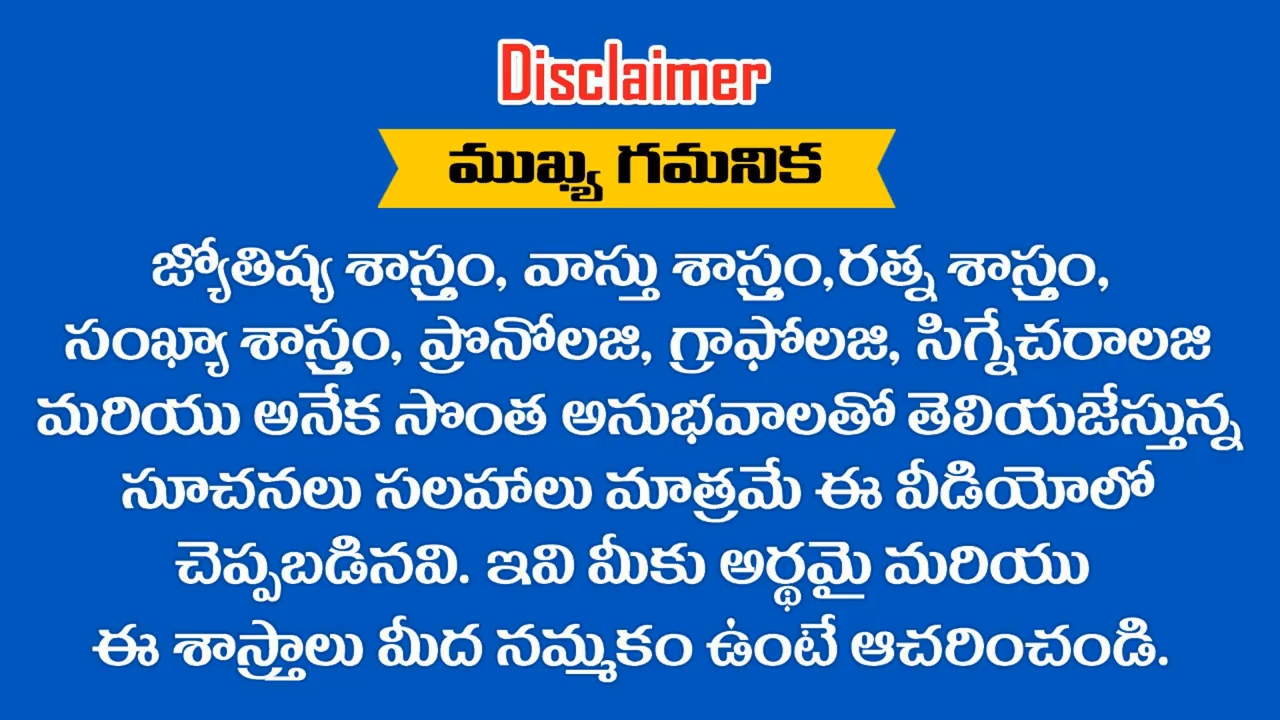 Disclaimer
ముఖ్య గమనిక
జ్యోతిష్య శాస్త్రం, వాస్తు శాస్త్రం,రత్న శాస్త్రం,
సంఖ్యా శాస్త్రం, ప్రొనోలజి, గ్రాఫోలజి, సిగ్నేచరాలజి
మరియు అనేక సొంత అనుభవాలతో తెలియజేస్తున్న
సూచనలు సలహాలు మాత్రమే ఈ వీడియోలో
చెప్పబడినవి. ఇవి మీకు అర్థమై మరియు
ఈ శాస్త్రాలు మీద నమ్మకం ఉంటే ఆచరించండి.